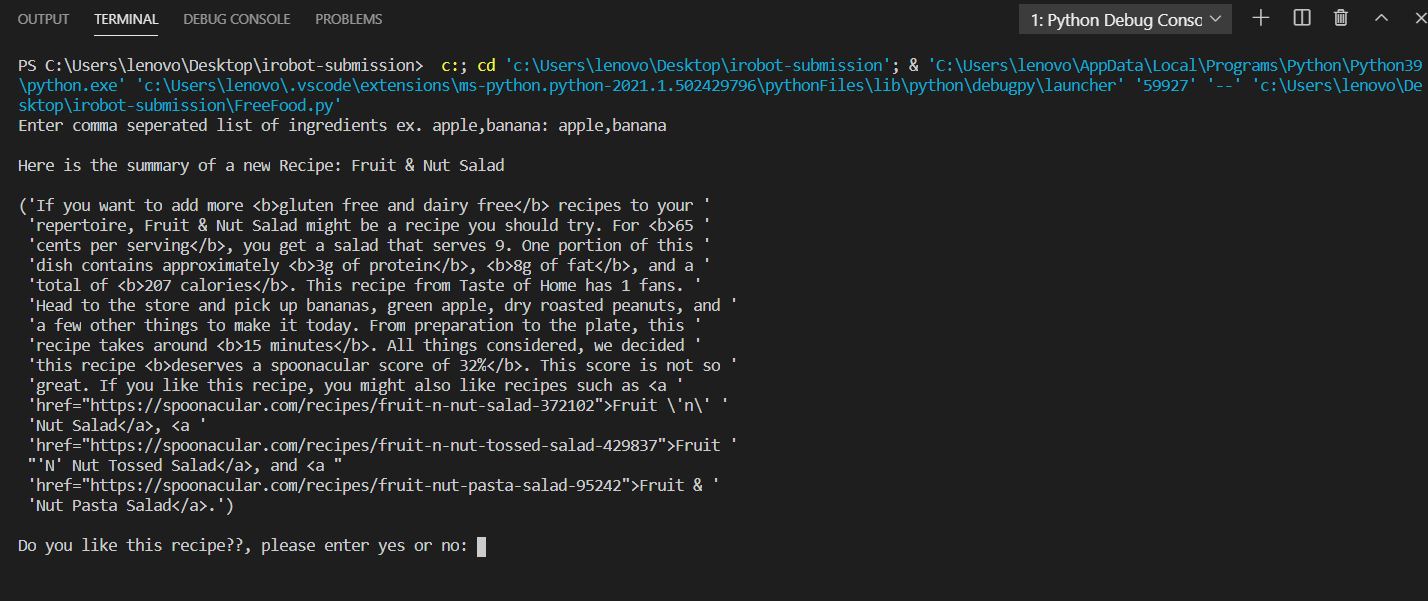 OUTPUT TERMINAL DEBUG CONSOLE PROBLEMS 1: Python Debug Consc
PS C:\Users\lenovo\Desktop\irobot-submission>  c:; cd 'c:\Users\lenovo\Desktop\irobot-submission'; & 'C:\Users\lenovo\AppData\Local\Programs\Python\Python39
\python.exe' 'c:\Users\lenovo\.vscode\extensions\ms-python.python-2021.1.502429796\pythonFiles\lib\python\debugpy\launcher' '59927' '--' 'c:\Users\lenovo\De
sktop\irobot-submission\FreeFood.py'
Enter comma seperated list of ingredients ex. apple,banana: apple,banana
Here is the summary of a new Recipe: Fruit & Nut Salad
('If you want to add more <b>gluten free and dairy free</b> recipes to your '
'repertoire, Fruit & Nut Salad might be a recipe you should try. For <b>65 '
'cents per serving</b>, you get a salad that serves 9. One portion of this '
'dish contains approximately <b>3g of protein</b>, <b>8g of fat</b>, and a '
'total of <b>207 calories</b>. This recipe from Taste of Home has 1 fans. '
'Head to the store and pick up bananas, green apple, dry roasted peanuts, and '
'a few other things to make it today. From preparation to the plate, this '
'recipe takes around <b>15 minutes</b>. All things considered, we decided '
'this recipe <b>deserves a spoonacular score of 32%</b>. This score is not so '
'great. If you like this recipe, you might also like recipes such as <a '
'href="https://spoonacular.com/recipes/fruit-n-nut-salad-372102">Fruit \'n\' '
'Nut Salad</a>, <a '
'href="https://spoonacular.com/recipes/fruit-n-nut-tossed-salad-429837">Fruit '
"'N' Nut Tossed Salad</a>, and <a "
'href="https://spoonacular.com/recipes/fruit-nut-pasta-salad-95242">Fruit & '
'Nut Pasta Salad</a>.')
Do you like this recipe??, please enter yes or no: